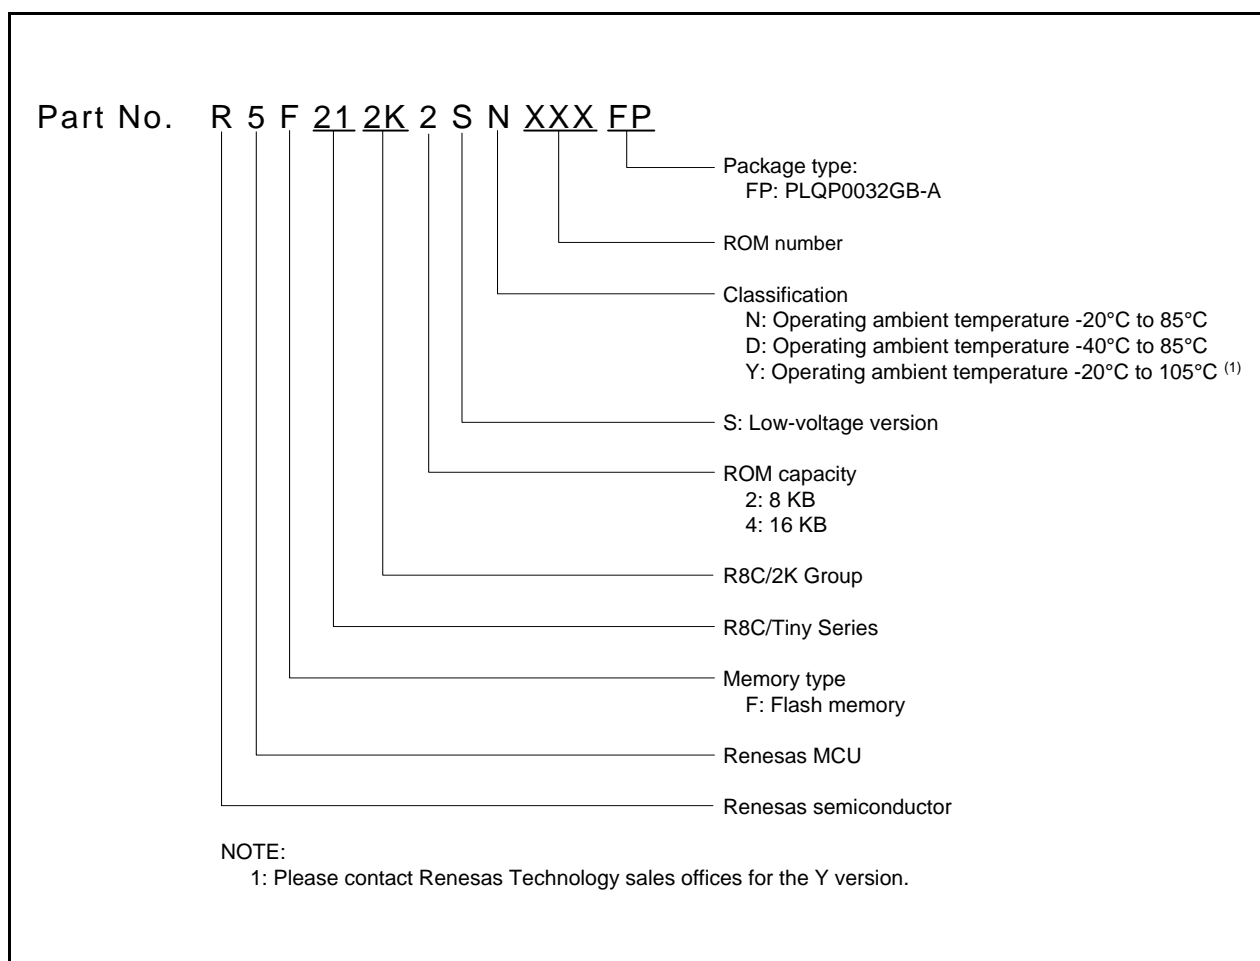 Part No. R 5 F 21 2K 2 S N XXX FP
Package type:
FP: PLQP0032GB-A
ROM number
Classification
N: Operating ambient temperature -20°C to 85°C
D: Operating ambient temperature -40°C to 85°C
Y: Operating ambient temperature -20°C to 105°C (1)
S: Low-voltage version
ROM capacity
2: 8 KB
4: 16 KB
R8C/2K Group
R8C/Tiny Series
Memory type
F: Flash memory
Renesas MCU
Renesas semiconductor
NOTE:
1: Please contact Renesas Technology sales offices for the Y version.